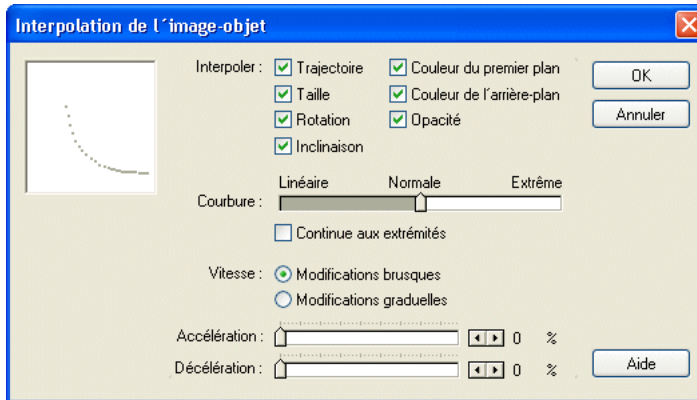 Interpolation de l´image-objet
Interpoler : Trajectoire Couleur du premier plan
Taille Couleur de l'arrière-plan
Rotation Opacité
Inclinaison
OK
Annuler
Linéaire Normale Extrême
Courbure :
Continue aux extrémités
Vitesse : Modifications brusques
Modifications graduelles
Accélération : 0 %
Décélération : 0 %
Aide